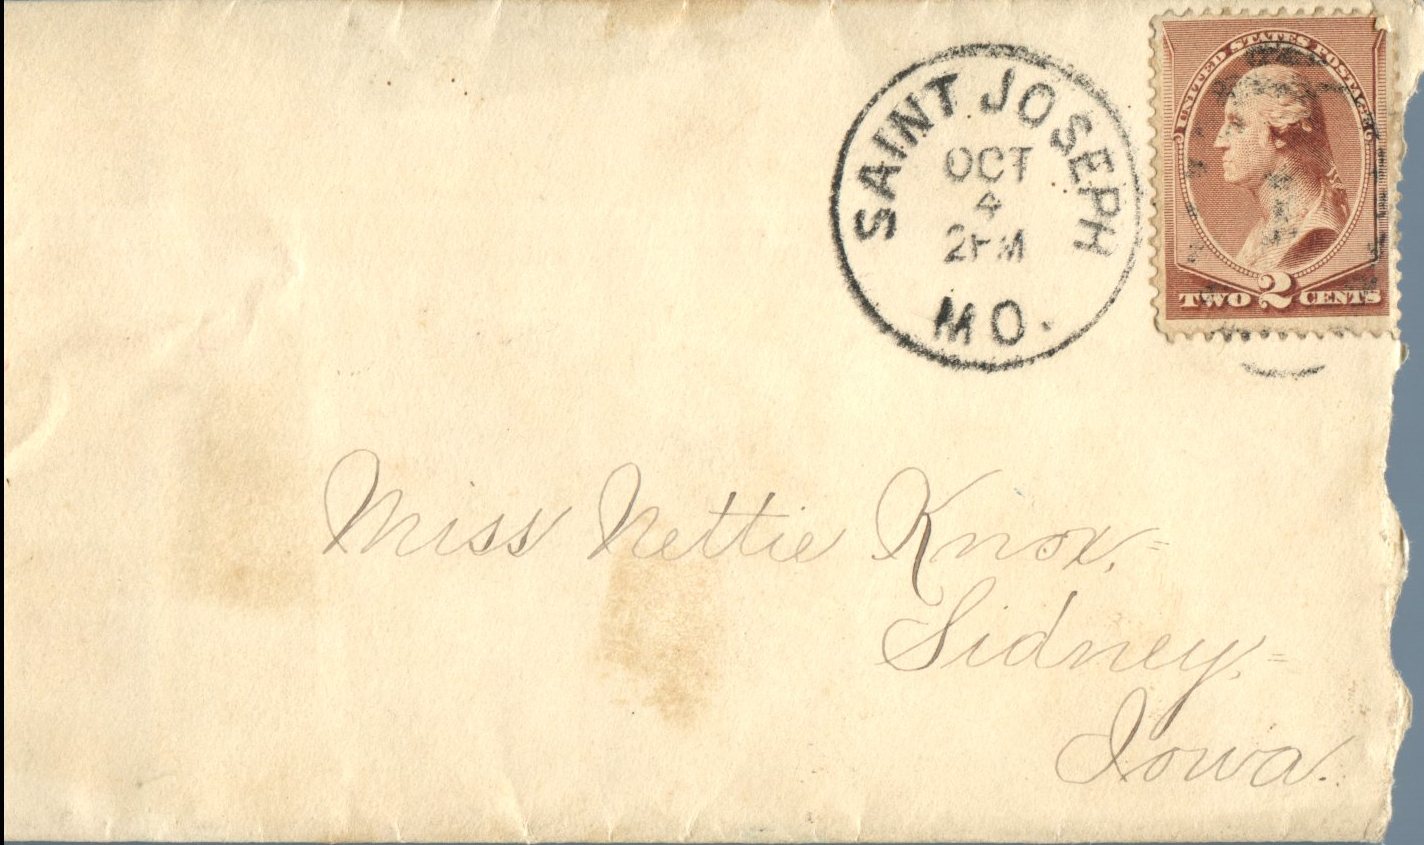 SAINT JOSEPH
OCT
4
2PM
MO.
UNITED STATES POSTAGE
TWO 2 CENTS
Miss Nettie Knox,=
Sidney,=
Iowa.